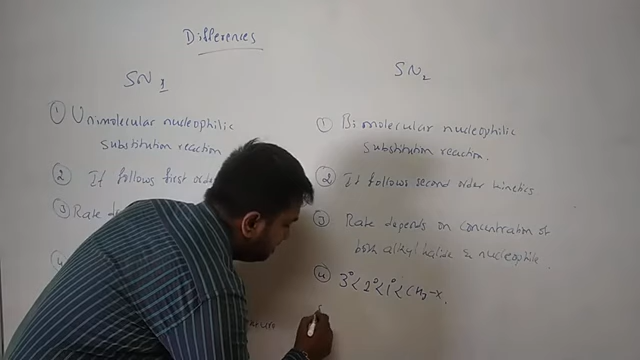 Differences
SN1
① Unimolecular nucleophilic
substitution reaction
② It follows first order
③ Rate
④
SN2
① Bimolecular nucleophilic
substitution reaction.
② It follows second order kinetics
③ Rate depends on concentration of
both alkyl halide & nucleophile.
④ 3°<2°<1°<CH3-X.